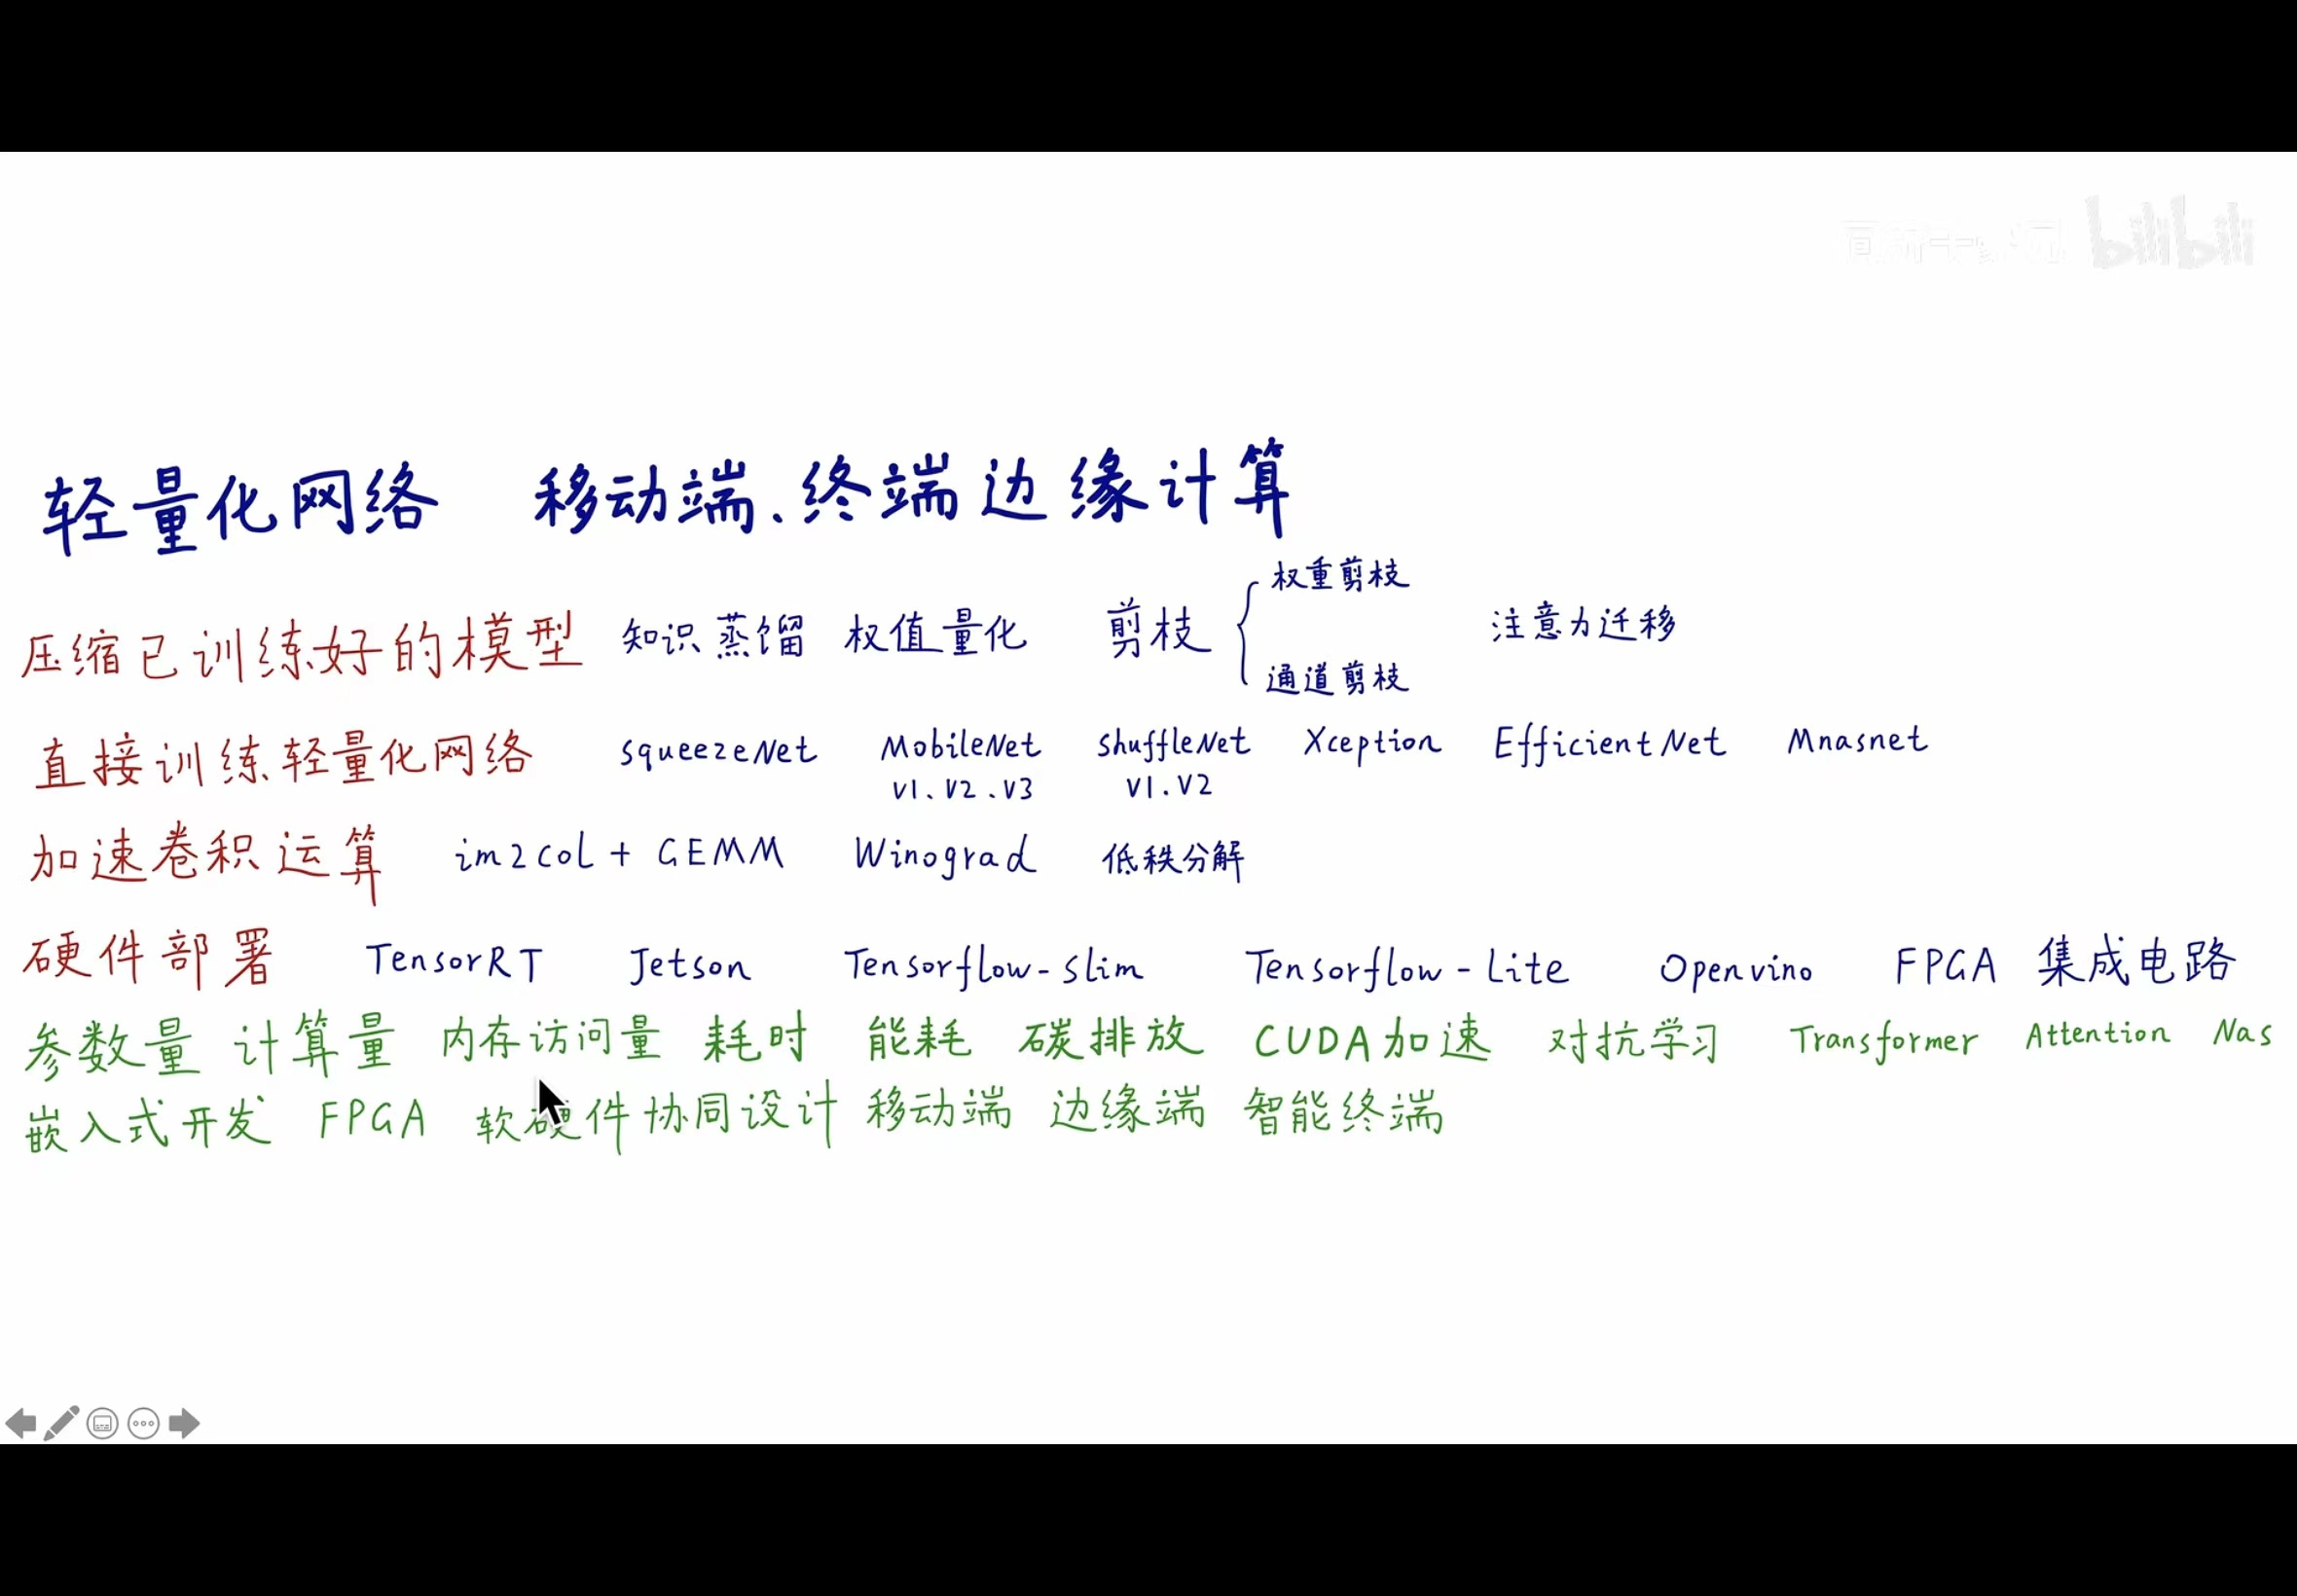 bilibili
轻量化网络 移动端、终端边缘计算
压缩已训练好的模型 知识蒸馏 权值量化 剪枝 权重剪枝 通道剪枝 注意力迁移
直接训练轻量化网络 squeezeNet MobileNet ShuffleNet Xception EfficientNet Mnasnet
V1、V2、V3 V1.V2
加速卷积运算 im2col + GEMM Winograd 低秩分解
硬件部署 TensorRT Jetson Tensorflow-slim Tensorflow-Lite Openvino FPGA 集成电路
参数量 计算量 内存访问量 耗时 能耗 碳排放 CUDA加速 对抗学习 Transformer Attention Nas
嵌入式开发 FPGA 软硬件协同设计 移动端 边缘端 智能终端